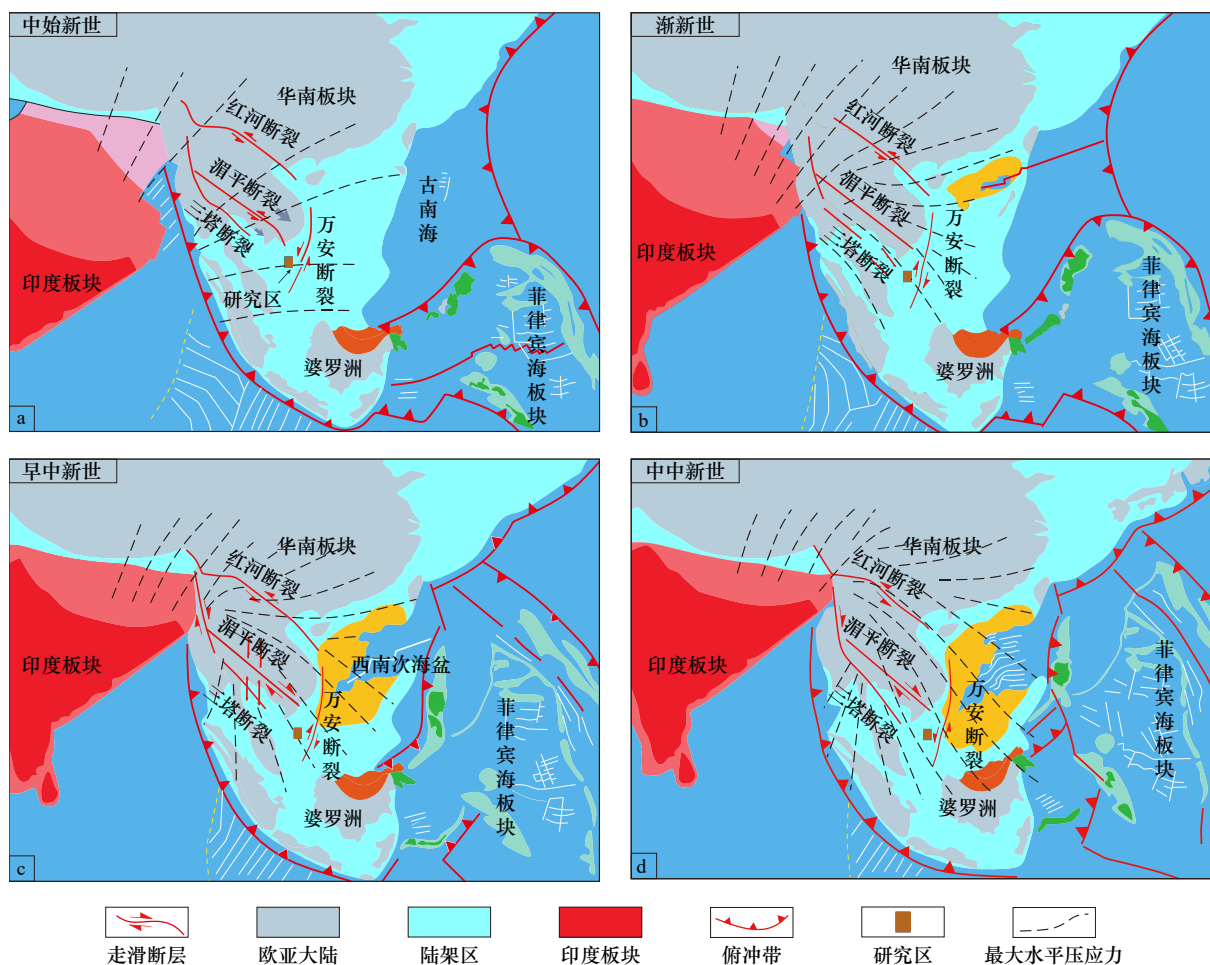 中始新世
华南板块
红河断裂
湄平断裂
三塔断裂
万安断裂
古南海
印度板块
研究区
婆罗洲
菲律宾海板块
a
渐新世
华南板块
红河断裂
湄平断裂
三塔断裂
万安断裂
印度板块
婆罗洲
菲律宾海板块
b
早中新世
华南板块
红河断裂
湄平断裂
三塔断裂
万安断裂
西南次海盆
印度板块
婆罗洲
菲律宾海板块
c
中中新世
华南板块
红河断裂
湄平断裂
三塔断裂
万安断裂
印度板块
婆罗洲
菲律宾海板块
d
走滑断层
欧亚大陆
陆架区
印度板块
俯冲带
研究区
最大水平压应力